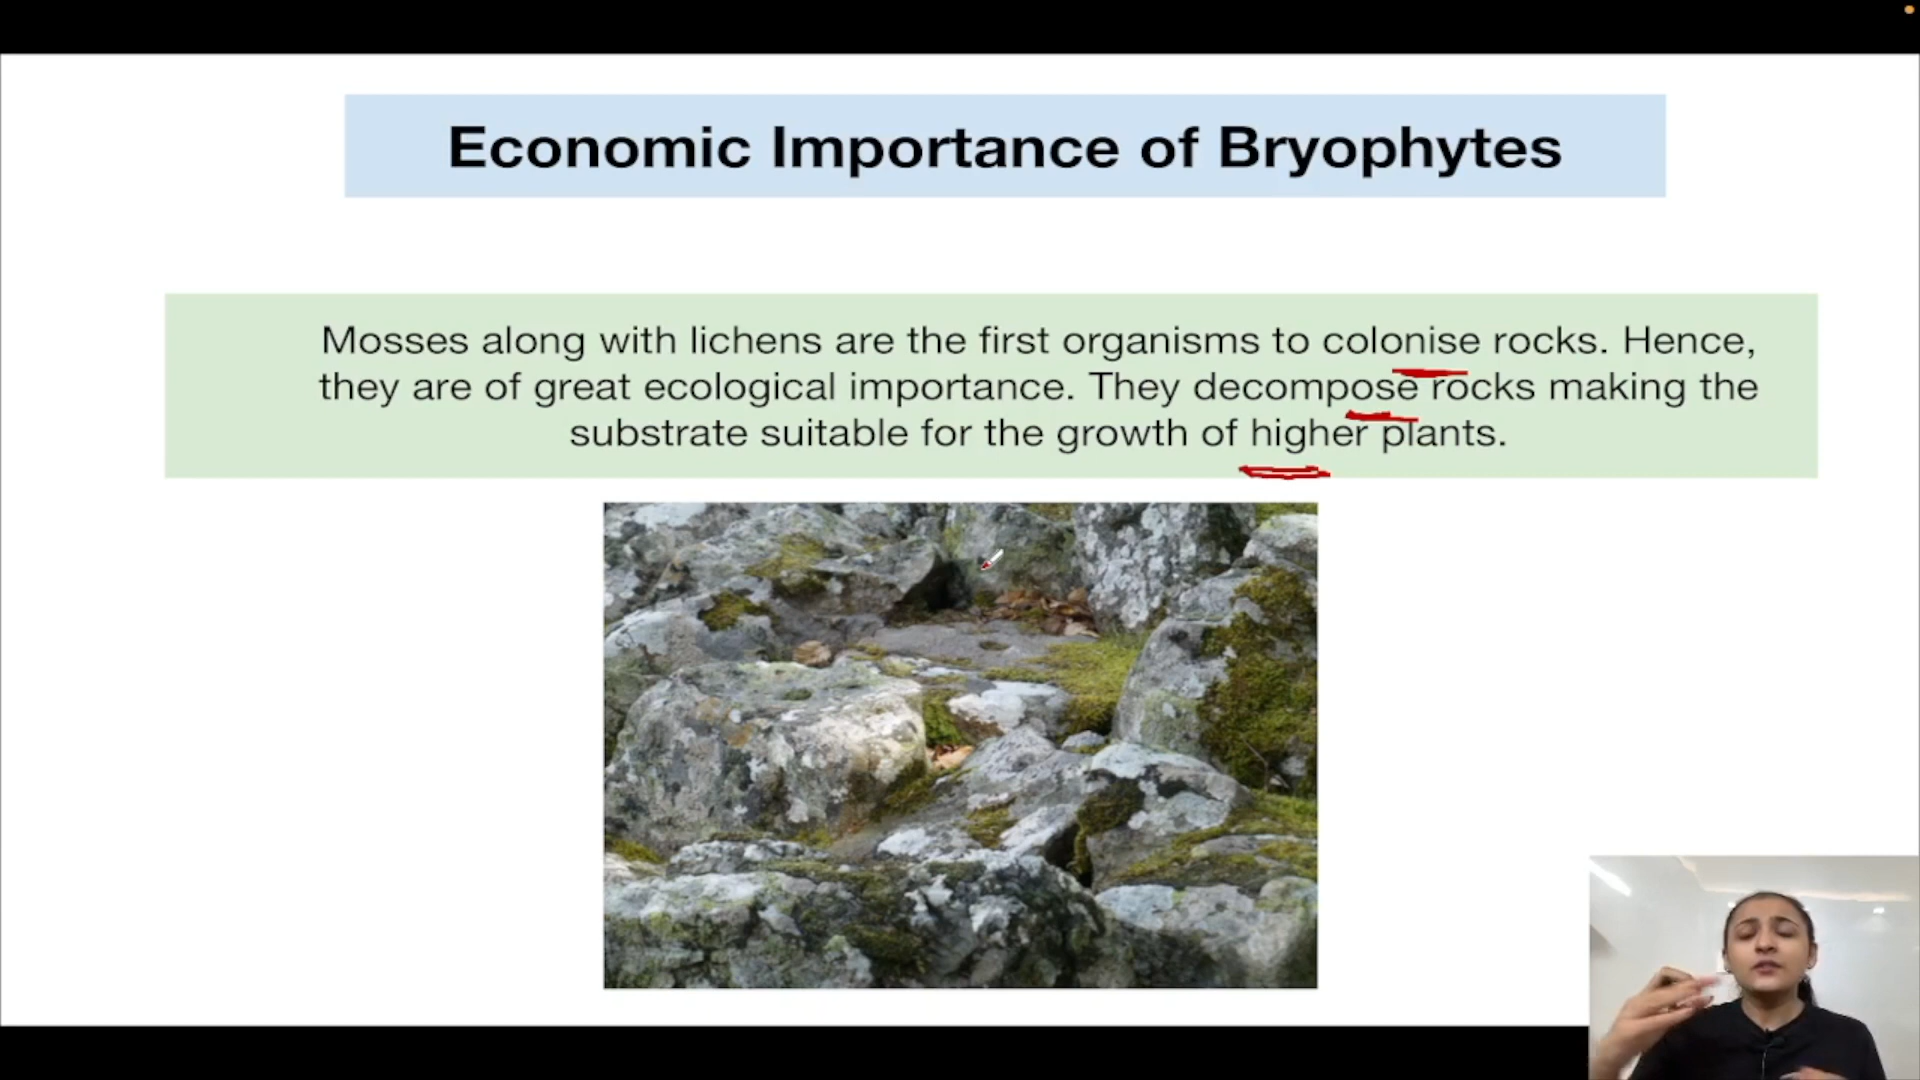 Economic Importance of Bryophytes
Mosses along with lichens are the first organisms to colonise rocks. Hence,
they are of great ecological importance. They decompose rocks making the
substrate suitable for the growth of higher plants.